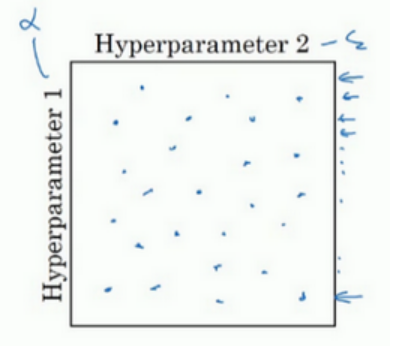 α
Hyperparameter 2 - ε
Hyperparameter 1